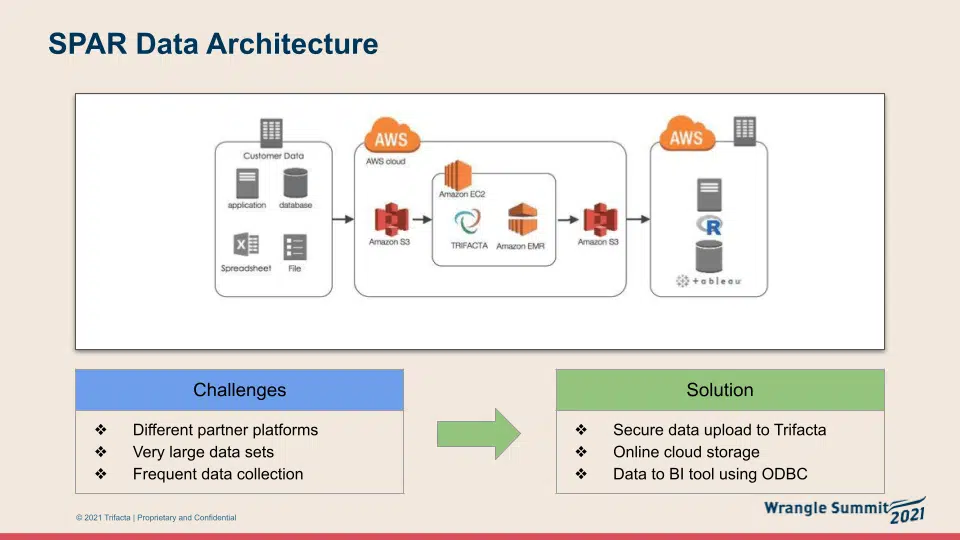 SPAR Data Architecture
Customer Data
application
database
Spreadsheet
File
AWS
AWS cloud
Amazon S3
Amazon EC2
TRIFACTA
Amazon EMR
Amazon S3
AWS
R
+ableau
Challenges
❖ Different partner platforms
❖ Very large data sets
❖ Frequent data collection
Solution
❖ Secure data upload to Trifacta
❖ Online cloud storage
❖ Data to BI tool using ODBC
© 2021 Trifacta | Proprietary and Confidential
Wrangle Summit
2021